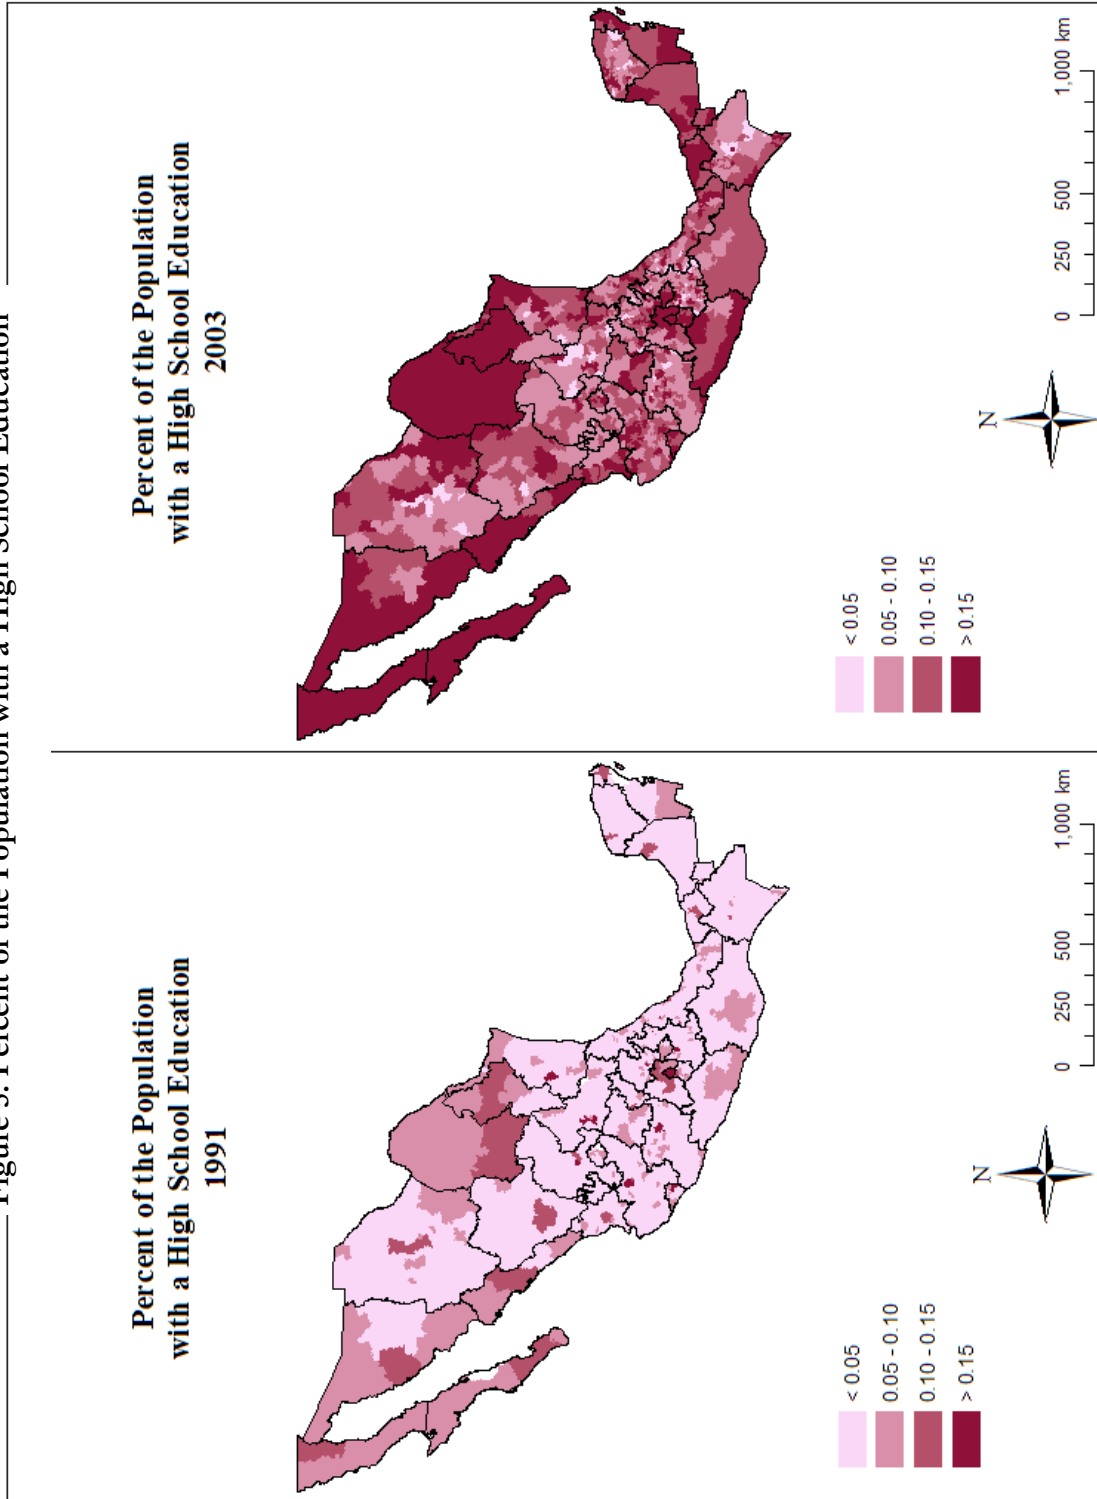 Figure 3. Percent of the Population with a High School Education
Percent of the Population
with a High School Education
1991
< 0.05
0.05 - 0.10
0.10 - 0.15
> 0.15
N
0 250 500 1,000 km
Percent of the Population
with a High School Education
2003
< 0.05
0.05 - 0.10
0.10 - 0.15
> 0.15
N
0 250 500 1,000 km